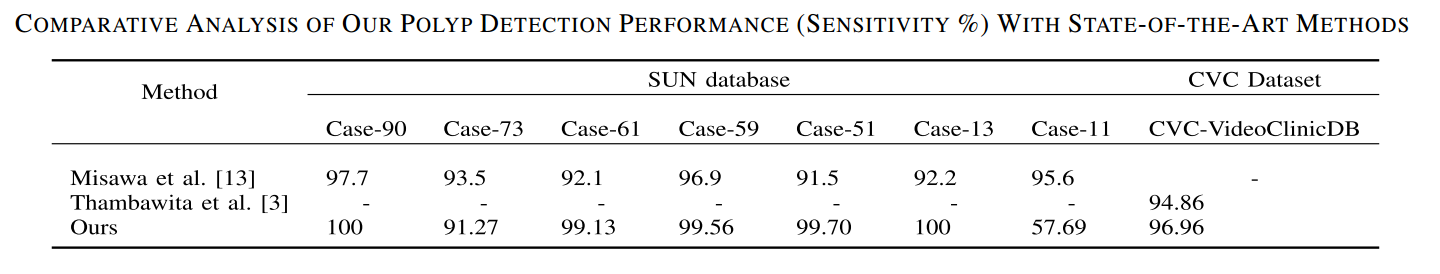 COMPARATIVE ANALYSIS OF OUR POLYP DETECTION PERFORMANCE (SENSITIVITY %) WITH STATE-OF-THE-ART METHODS
Method SUN database CVC Dataset
Case-90 Case-73 Case-61 Case-59 Case-51 Case-13 Case-11 CVC-VideoClinicDB
Misawa et al. [13] 97.7 93.5 92.1 96.9 91.5 92.2 95.6 -
Thambawita et al. [3] - - - - - - - 94.86
Ours 100 91.27 99.13 99.56 99.70 100 57.69 96.96